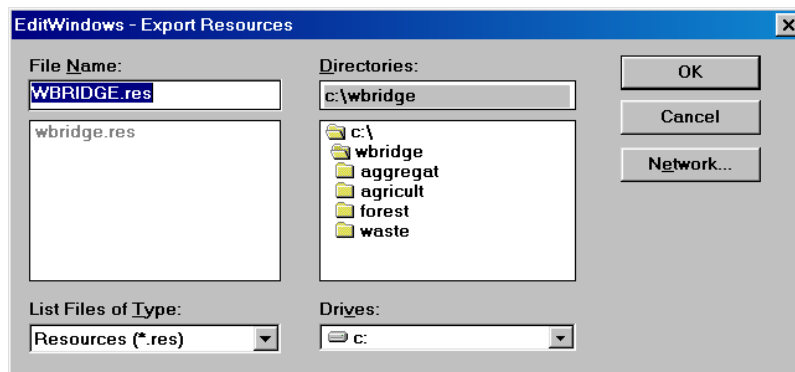 EditWindows - Export Resources
File Name:
WBRIDGE.res
wbridge.res
List Files of Type:
Resources (*.res)
Directories:
c:\wbridge
c:\
wbridge
aggregat
agricult
forest
waste
Drives:
c:
OK
Cancel
Network...